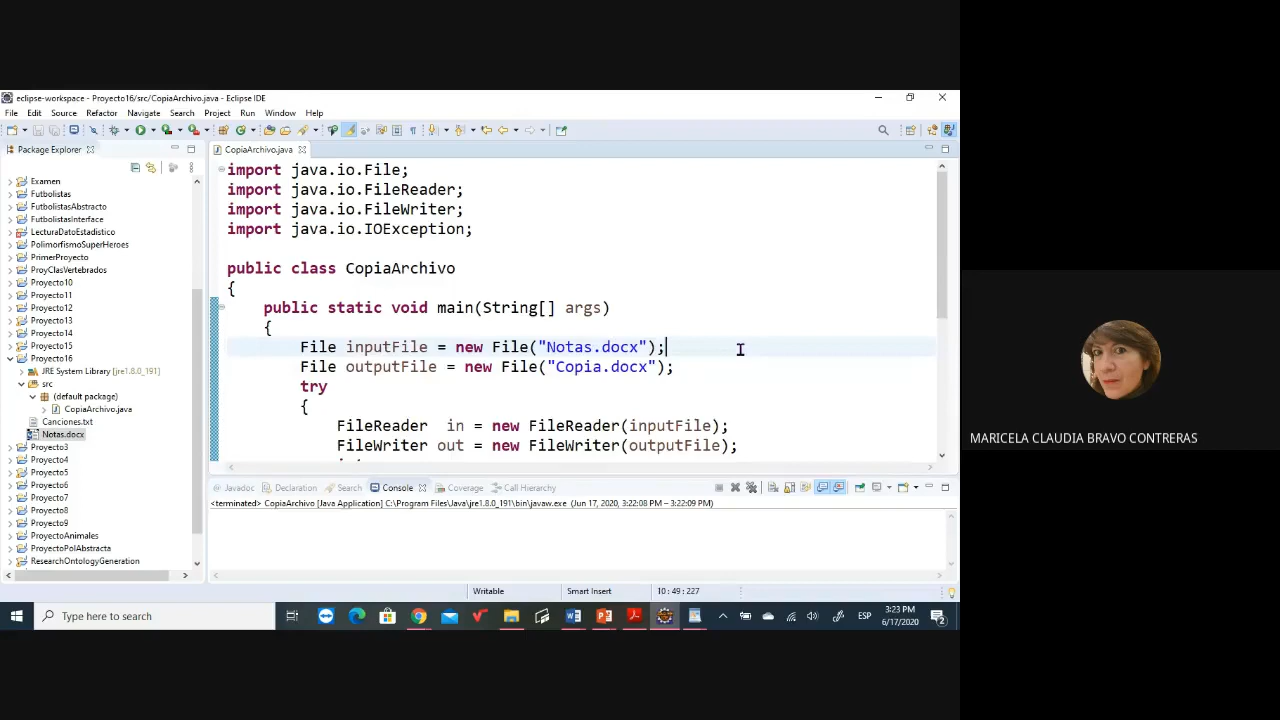 eclipse-workspace - Proyecto16/src/CopiaArchivo.java - Eclipse IDE
File Edit Source Refactor Navigate Search Project Run Window Help
Package Explorer
CopiaArchivo.java
Examen
Futbolistas
FutbolistasAbstracto
FutbolistasInterface
LecturaDatoEstadistico
PolimorfismoSuperHeroes
PrimerProyecto
ProyClasVertebrados
Proyecto10
Proyecto11
Proyecto12
Proyecto13
Proyecto14
Proyecto15
Proyecto16
JRE System Library [jre1.8.0_191]
src
(default package)
CopiaArchivo.java
Canciones.txt
Notas.docx
Proyecto3
Proyecto4
Proyecto5
Proyecto6
Proyecto7
Proyecto8
Proyecto9
ProyectoAnimales
ProyectoPolAbstracta
ResearchOntologyGeneration
import java.io.File;
import java.io.FileReader;
import java.io.FileWriter;
import java.io.IOException;
public class CopiaArchivo
{
public static void main(String[] args)
{
File inputFile = new File("Notas.docx");
File outputFile = new File("Copia.docx");
try
{
FileReader in = new FileReader(inputFile);
FileWriter out = new FileWriter(outputFile);
Javadoc Declaration Search Console Coverage Call Hierarchy
<terminated> CopiaArchivo [Java Application] C:\Program Files\Java\jre1.8.0_191\bin\javaw.exe (Jun 17, 2020, 3:22:08 PM – 3:22:09 PM)
Writable Smart Insert 10 : 49 : 227
Type here to search
ESP
3:23 PM
6/17/2020
2
MARICELA CLAUDIA BRAVO CONTRERAS